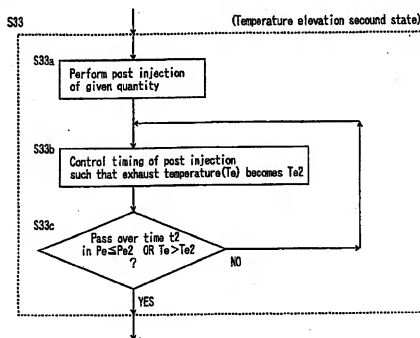 S33
(Temperature elevation secound state)
S33a
Perform post injection
of given quantity
S33b
Control timing of post injection
such that exhaust temperature(Te) becomes Te2
S33c
Pass over time t2
in Pe≦Pe2 OR Te>Te2
?
NO
YES